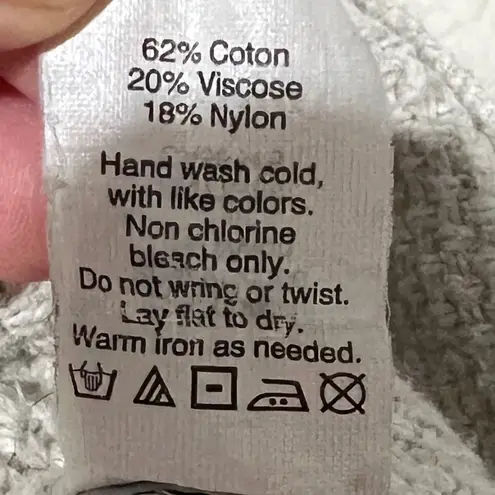 62% Coton
20% Viscose
18% Nylon
Hand wash cold,
with like colors.
Non chlorine
bleach only.
Do not wring or twist.
Lay flat to dry.
Warm iron as needed.